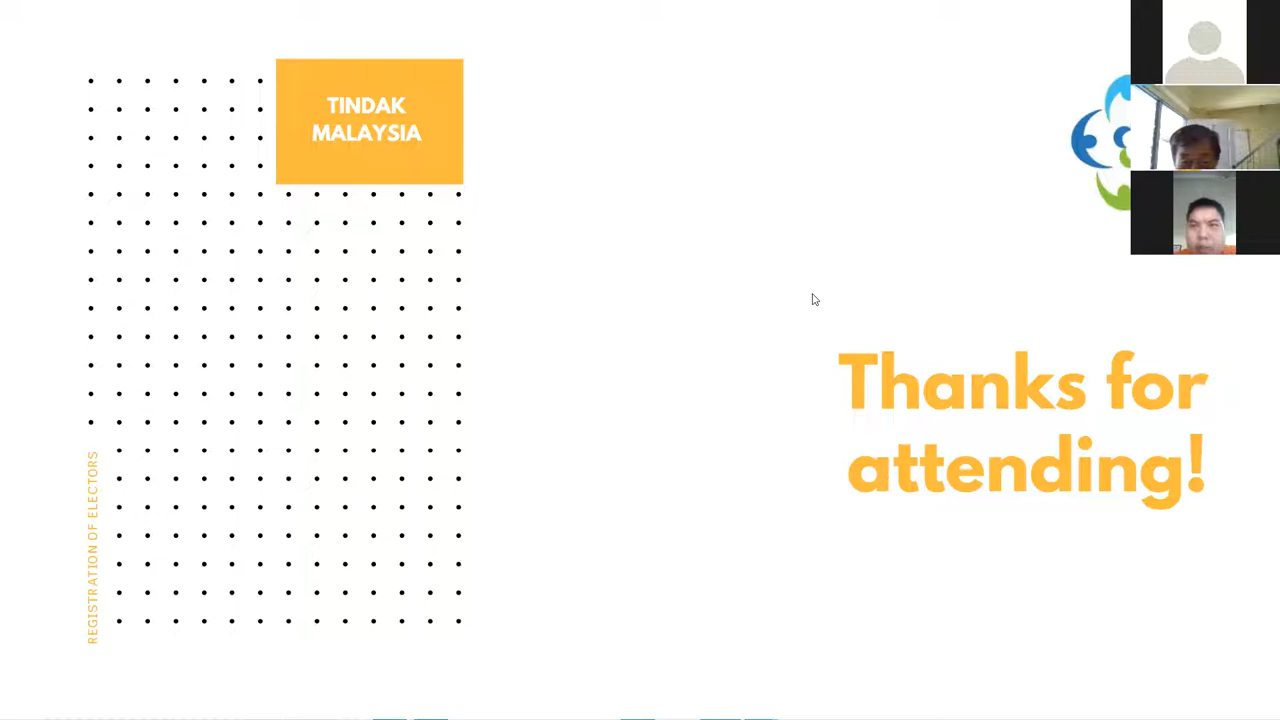 TINDAK
MALAYSIA
Thanks for
attending!
REGISTRATION OF ELECTORS